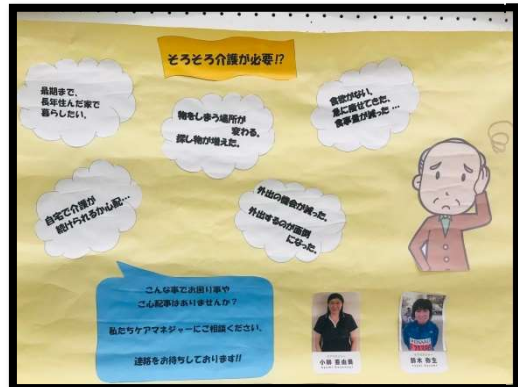 そろそろ介護が必要!?
最期まで、
長年住んだ家で
暮らしたい。
物をしまう場所が
変わる、
探し物が増えた。
食欲がない、
急に痩せてきた、
食事量が減った…
自宅で介護が
続けられるか心配…
外出の機会が減った、
外出するのが面倒
になった。
こんな事でお困り事や
ご心配事はありませんか?
私たちケアマネジャーにご相談ください、
連絡をお待ちしております!!